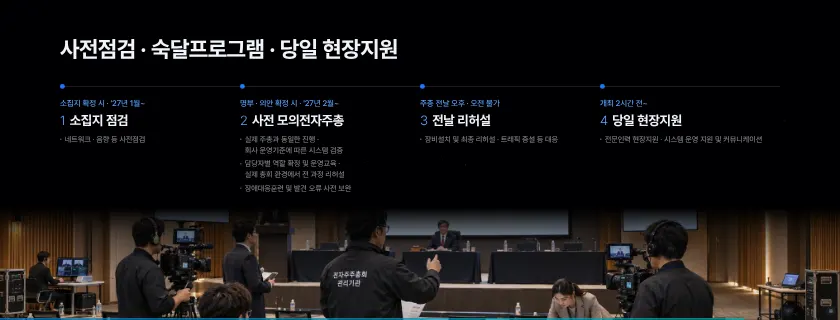 사전점검 · 숙달프로그램 · 당일 현장지원
소집지 확정 시 · '27년 1월~
1 소집지 점검
· 네트워크 · 음향 등 사전점검
명부 · 의안 확정 시 · '27년 2월~
2 사전 모의전자주총
· 실제 주총과 동일한 진행 ·
회사 운영기준에 따른 시스템 검증
· 담당자별 역할 확정 및 운영교육 ·
실제 총회 환경에서 전 과정 리허설
· 장애대응훈련 및 발견 오류 사전 보완
주총 전날 오후 · 오전 불가
3 전날 리허설
· 장비설치 및 최종 리허설 · 트래픽 증설 등 대응
개최 2시간 전~
4 당일 현장지원
· 전문인력 현장지원 · 시스템 운영 지원 및 커뮤니케이션
전자주주총회
관리기관